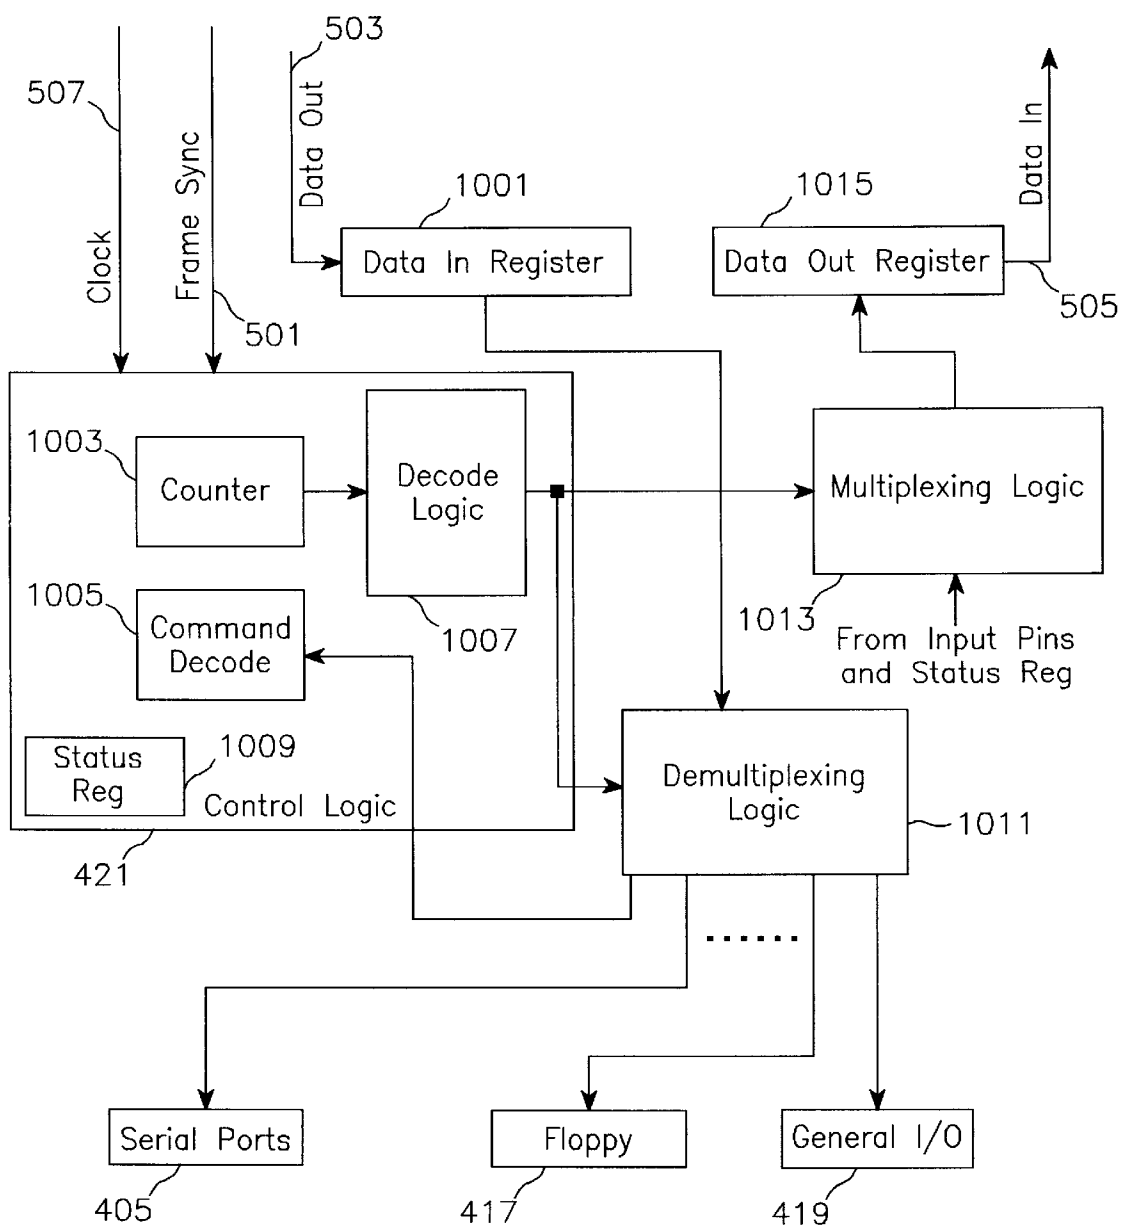 503
507
Clock
Frame Sync
Data Out
Data In
1001
1015
Data In Register
Data Out Register
501
505
1003
Counter
Decode
Logic
Multiplexing Logic
1005
Command
Decode
1007
1013
From Input Pins
and Status Reg
Status
Reg
1009
Control Logic
Demultiplexing
Logic
1011
421
......
Serial Ports
Floppy
General I/O
405
417
419